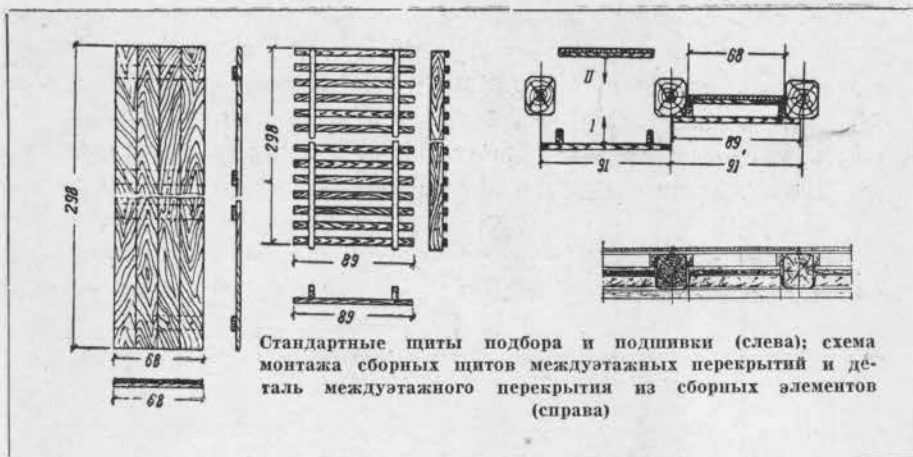 298
68
68
298
89
89
II
I
68
89
91
91
Стандартные щиты подбора и подшивки (слева); схема
монтажа сборных щитов междуэтажных перекрытий и де-
таль междуэтажного перекрытия из сборных элементов
(справа)